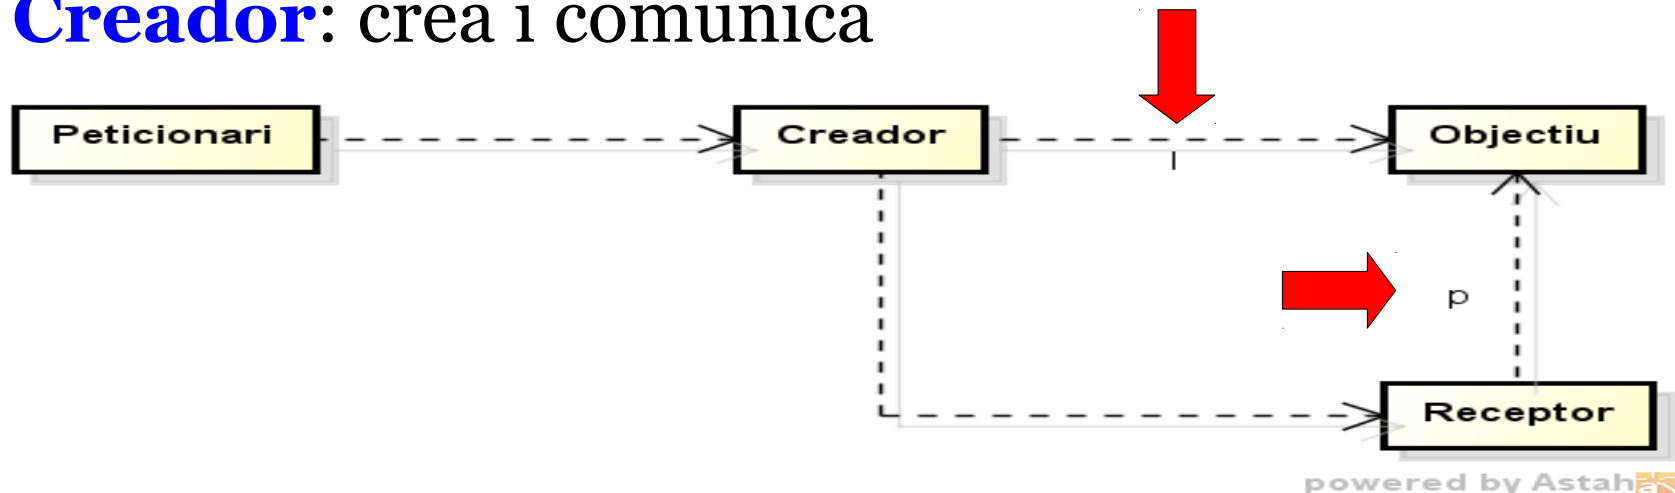 Creador: crea i comunica
Peticionari
Creador
Objectiu
l
p
Receptor
powered by Astah